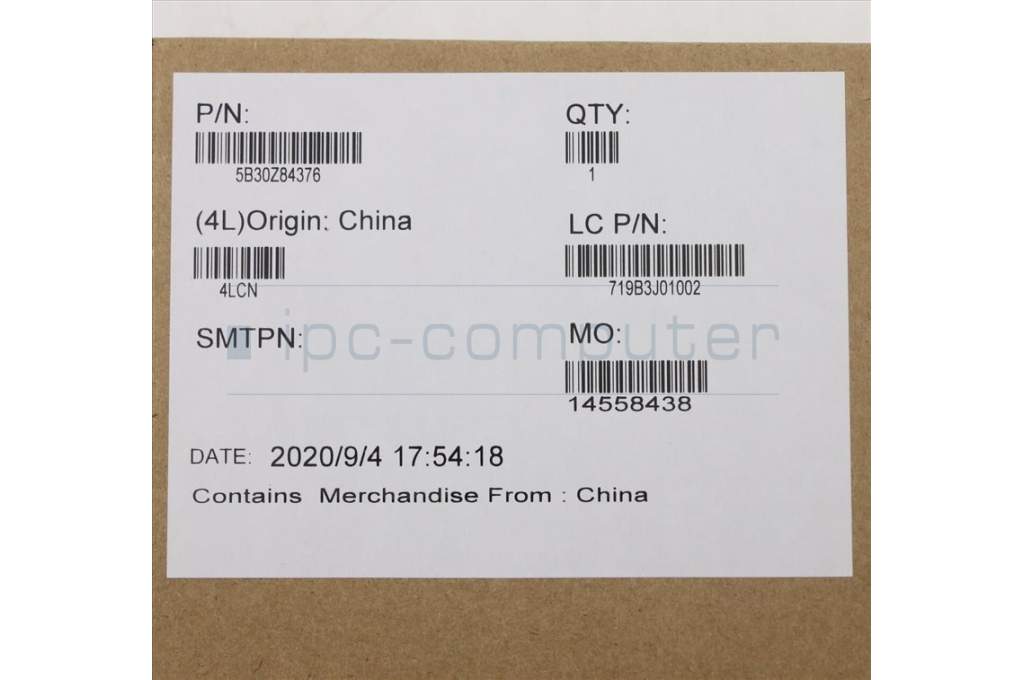 P/N:
5B30Z84376
QTY:
1
(4L)Origin: China
4LCN
LC P/N:
719B3J01002
SMTPN:
MO:
14558438
ipc-computer
DATE: 2020/9/4 17:54:18
Contains Merchandise From : China